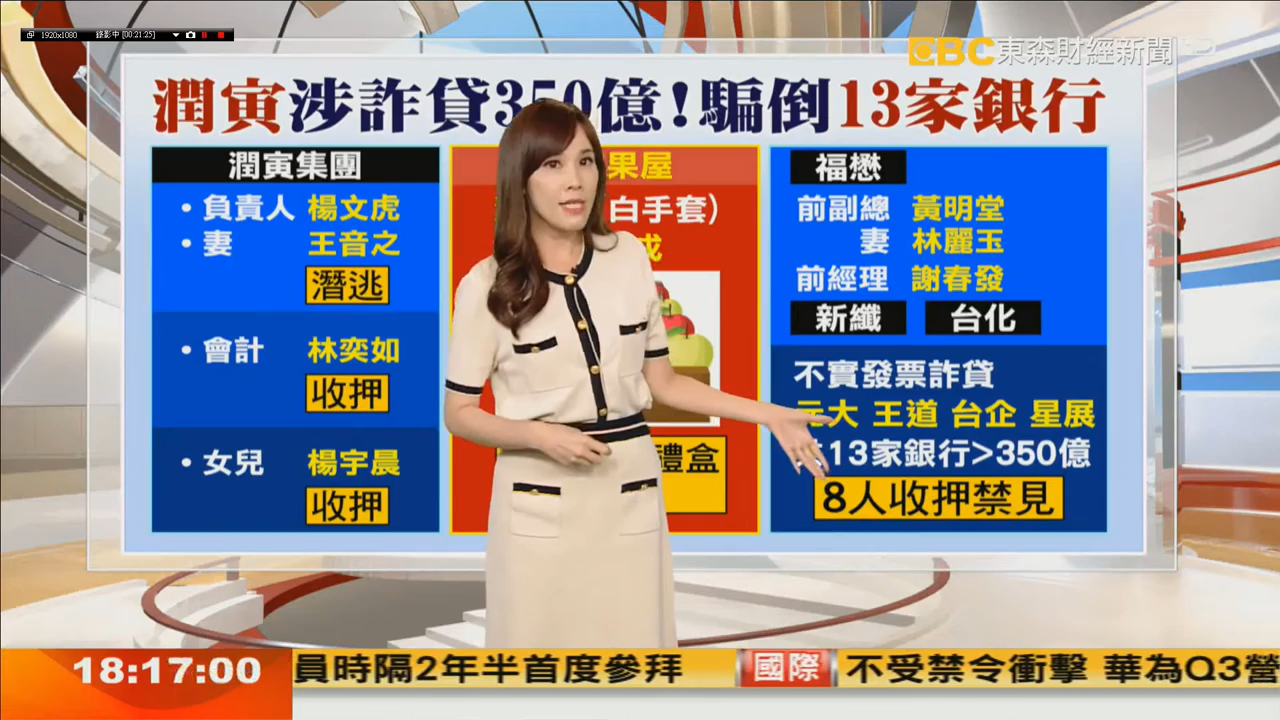 1920x1080 錄影中 [00:21:25]
EBC 東森財經新聞
潤寅涉詐貸350億!騙倒13家銀行
潤寅集團
•負責人 楊文虎
•妻 王音之
潛逃
•會計 林奕如
收押
•女兒 楊宇晨
收押
果屋
白手套)
成
禮盒
福懋
前副總 黃明堂
妻 林麗玉
前經理 謝春發
新纖 台化
不實發票詐貸
元大 王道 台企 星展
13家銀行>350億
8人收押禁見
18:17:00 員時隔2年半首度參拜 國際 不受禁令衝擊 華為Q3營